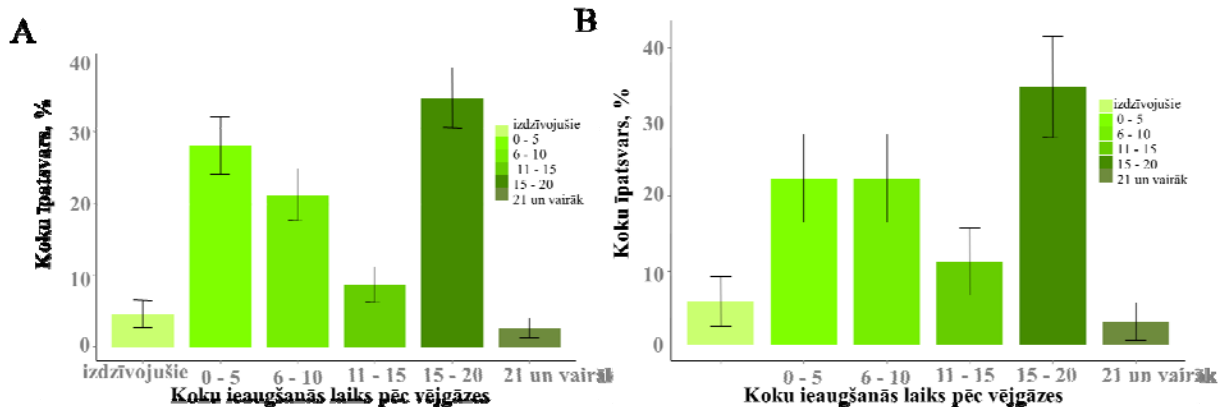 A
Koku īpatsvars, %
40
30
20
10
0
izdzīvojušie
0 - 5
6 - 10
11 - 15
15 - 20
21 un vairāk
izdzīvojušie
0 - 5
6 - 10
11 - 15
15 - 20
21 un vairāk
Koku ieaugšanās laiks pēc vējgāzes
B
Koku īpatsvars, %
40
30
20
10
0
izdzīvojušie
0 - 5
6 - 10
11 - 15
15 - 20
21 un vairāk
0 - 5
6 - 10
11 - 15
15 - 20
21 un vairāk
Koku ieaugšanās laiks pēc vējgāzes